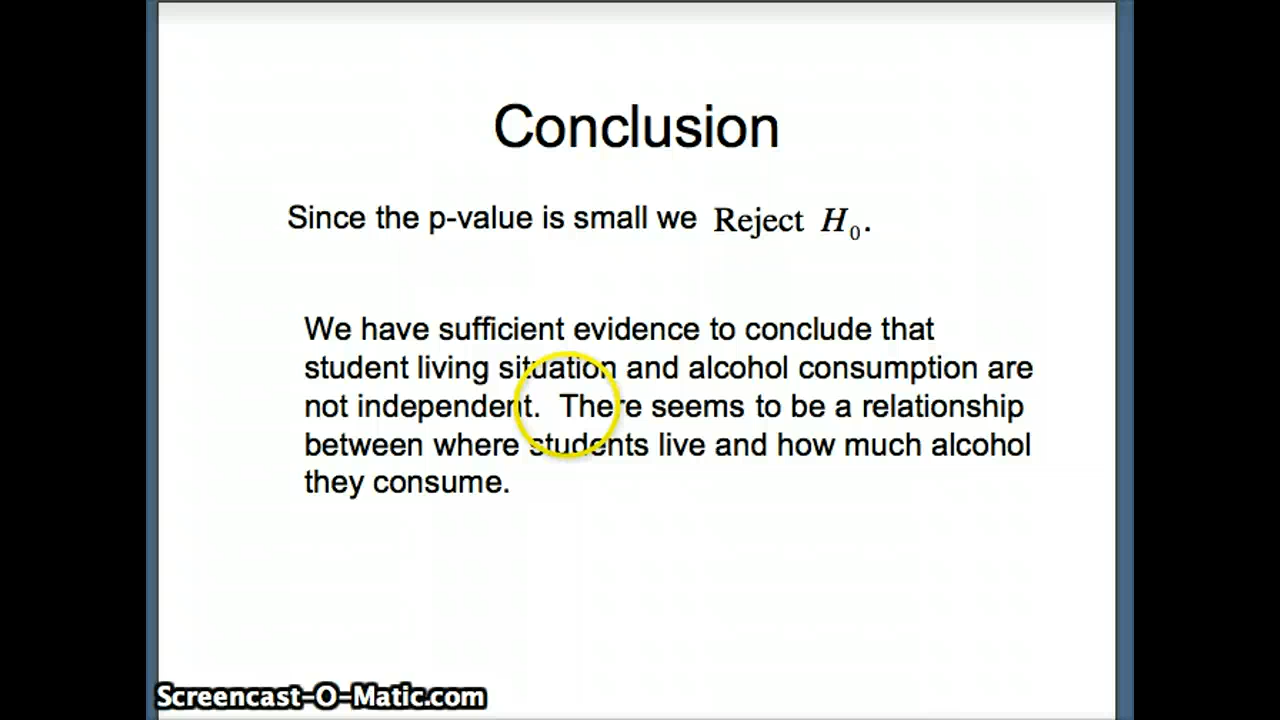 Conclusion
Since the p-value is small we Reject H₀.
We have sufficient evidence to conclude that
student living situation and alcohol consumption are
not independent. There seems to be a relationship
between where students live and how much alcohol
they consume.
Screencast-O-Matic.com